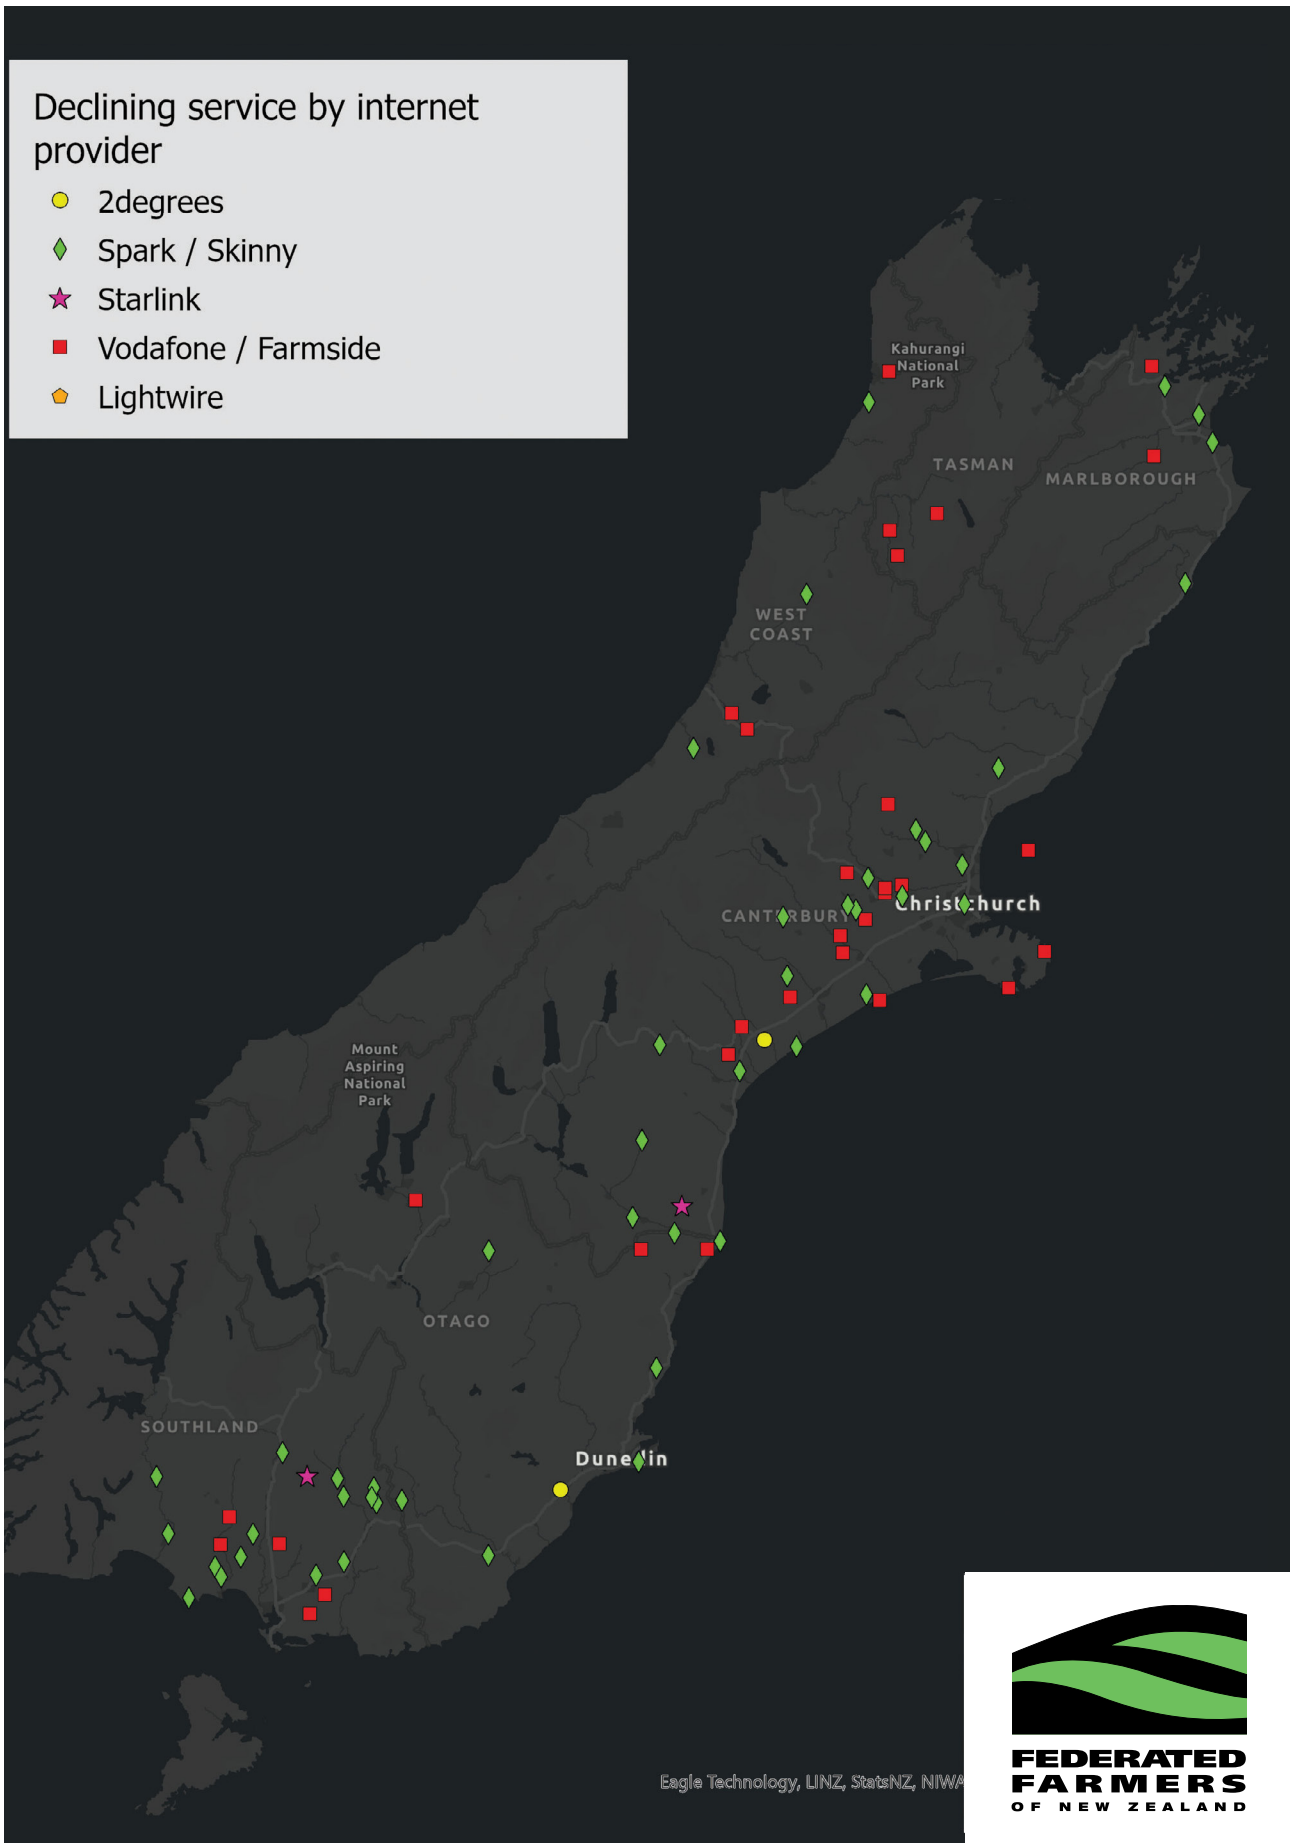 Declining service by internet
provider
2degrees
Spark / Skinny
Starlink
Vodafone / Farmside
Lightwire
Kahurangi
National
Park
TASMAN
MARLBOROUGH
WEST
COAST
CANTERBURY
Christchurch
Mount
Aspiring
National
Park
OTAGO
SOUTHLAND
Dunedin
Eagle Technology, LINZ, StatsNZ, NIWA
FEDERATED
FARMERS
OF NEW ZEALAND